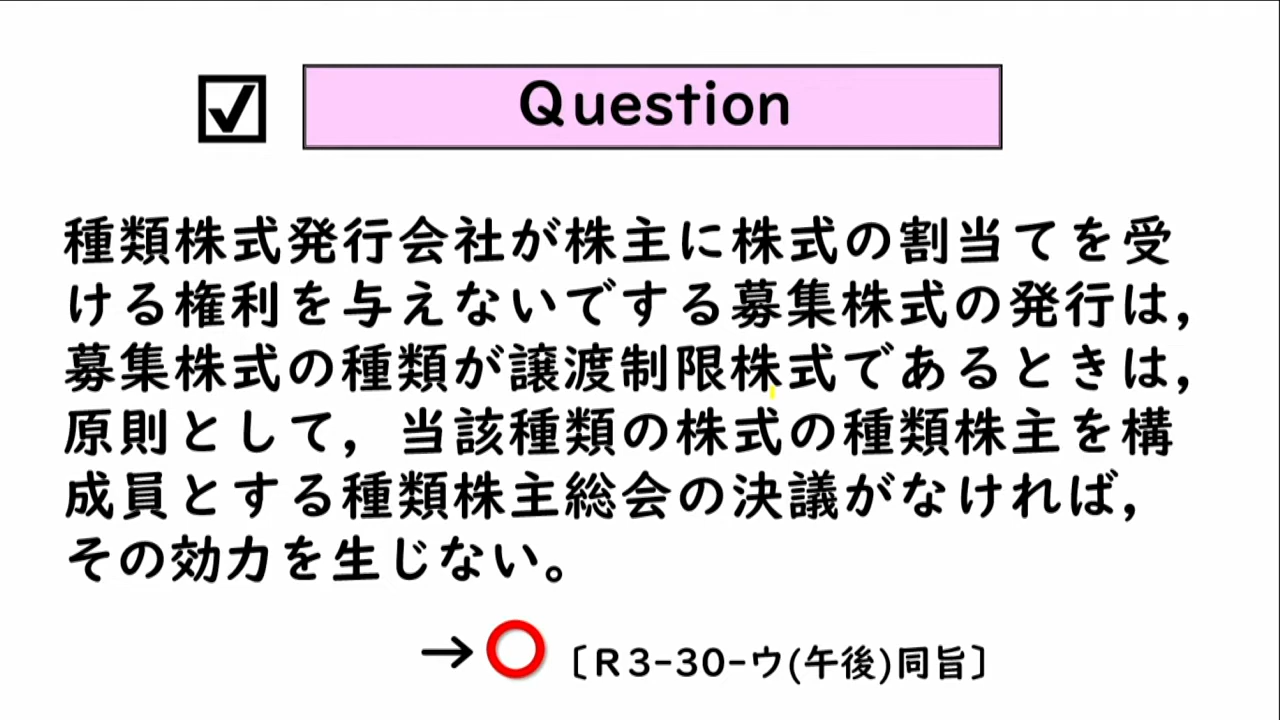 Question
種類株式発行会社が株主に株式の割当てを受
ける権利を与えないでする募集株式の発行は，
募集株式の種類が譲渡制限株式であるときは，
原則として，当該種類の株式の種類株主を構
成員とする種類株主総会の決議がなければ，
その効力を生じない。
→○〔R3-30-ウ(午後)同旨〕